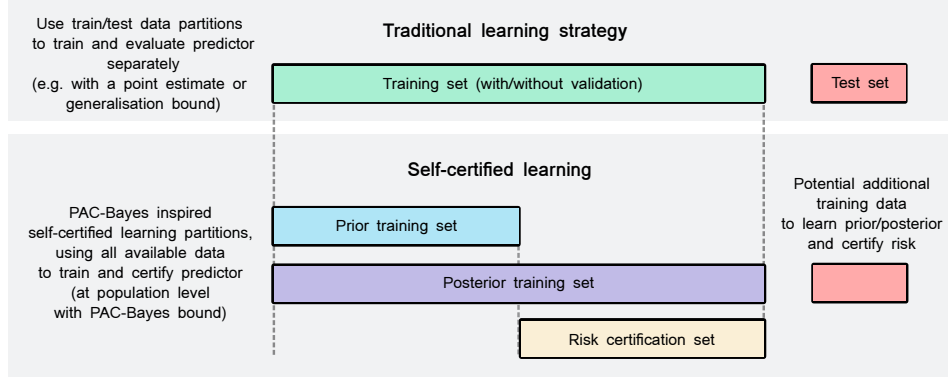 Use train/test data partitions
to train and evaluate predictor
separately
(e.g. with a point estimate or
generalisation bound)
Traditional learning strategy
Training set (with/without validation)
Test set
Self-certified learning
PAC-Bayes inspired
self-certified learning partitions,
using all available data
to train and certify predictor
(at population level
with PAC-Bayes bound)
Prior training set
Posterior training set
Risk certification set
Potential additional
training data
to learn prior/posterior
and certify risk